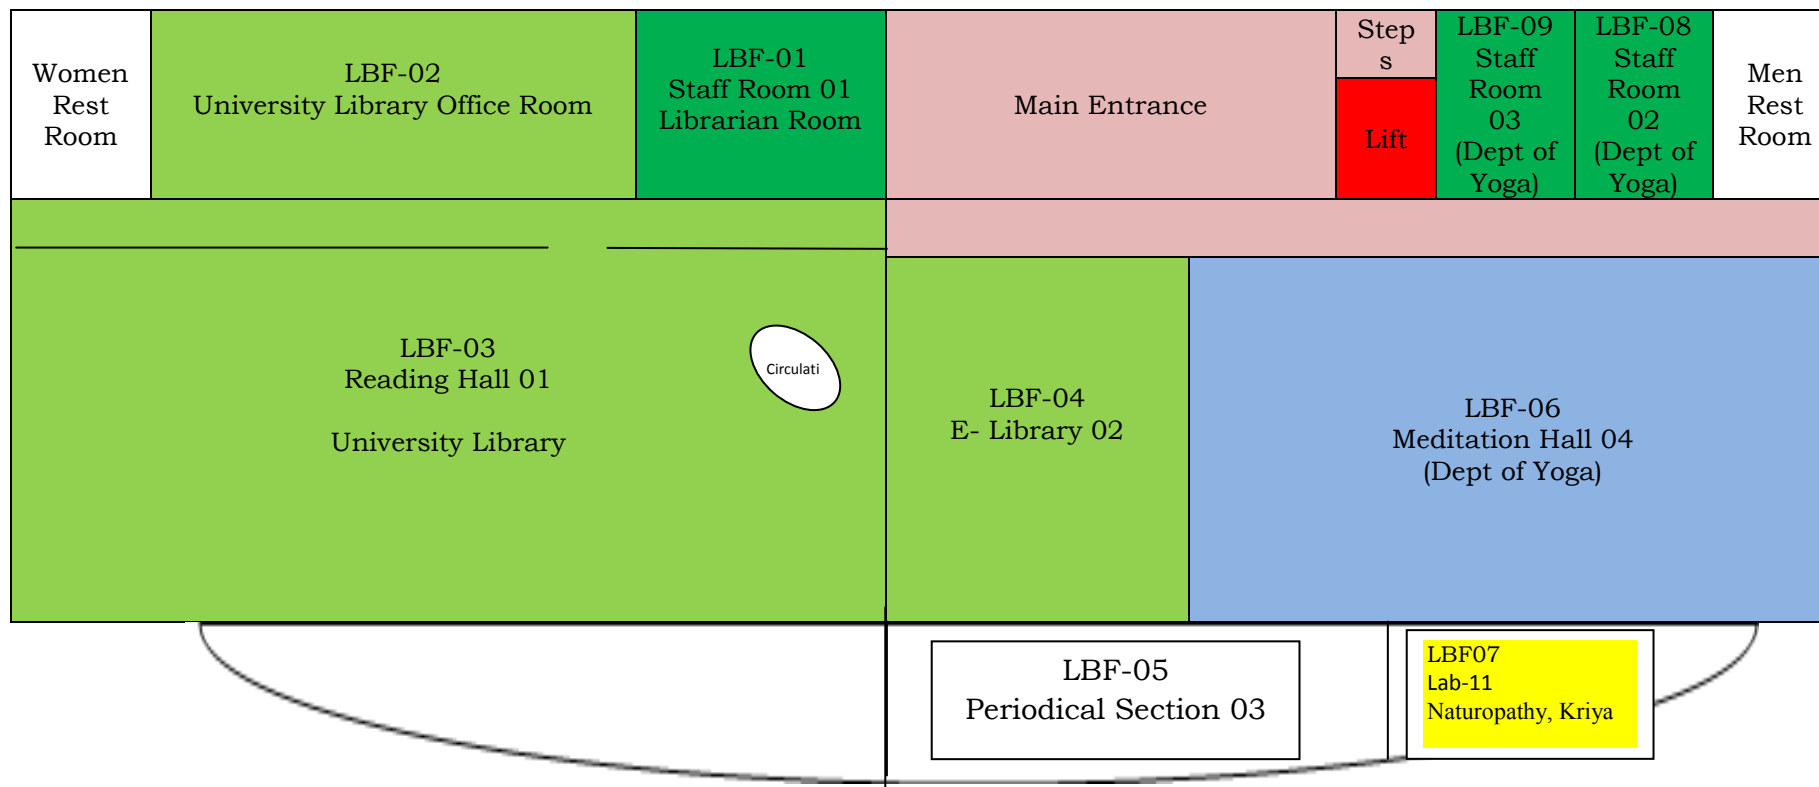 Women
Rest
Room
LBF-02
University Library Office Room
LBF-01
Staff Room 01
Librarian Room
Main Entrance
Step
s
Lift
LBF-09
Staff
Room
03
(Dept of
Yoga)
LBF-08
Staff
Room
02
(Dept of
Yoga)
Men
Rest
Room
LBF-03
Reading Hall 01
University Library
Circulati
LBF-04
E- Library 02
LBF-06
Meditation Hall 04
(Dept of Yoga)
LBF-05
Periodical Section 03
LBF07
Lab-11
Naturopathy, Kriya